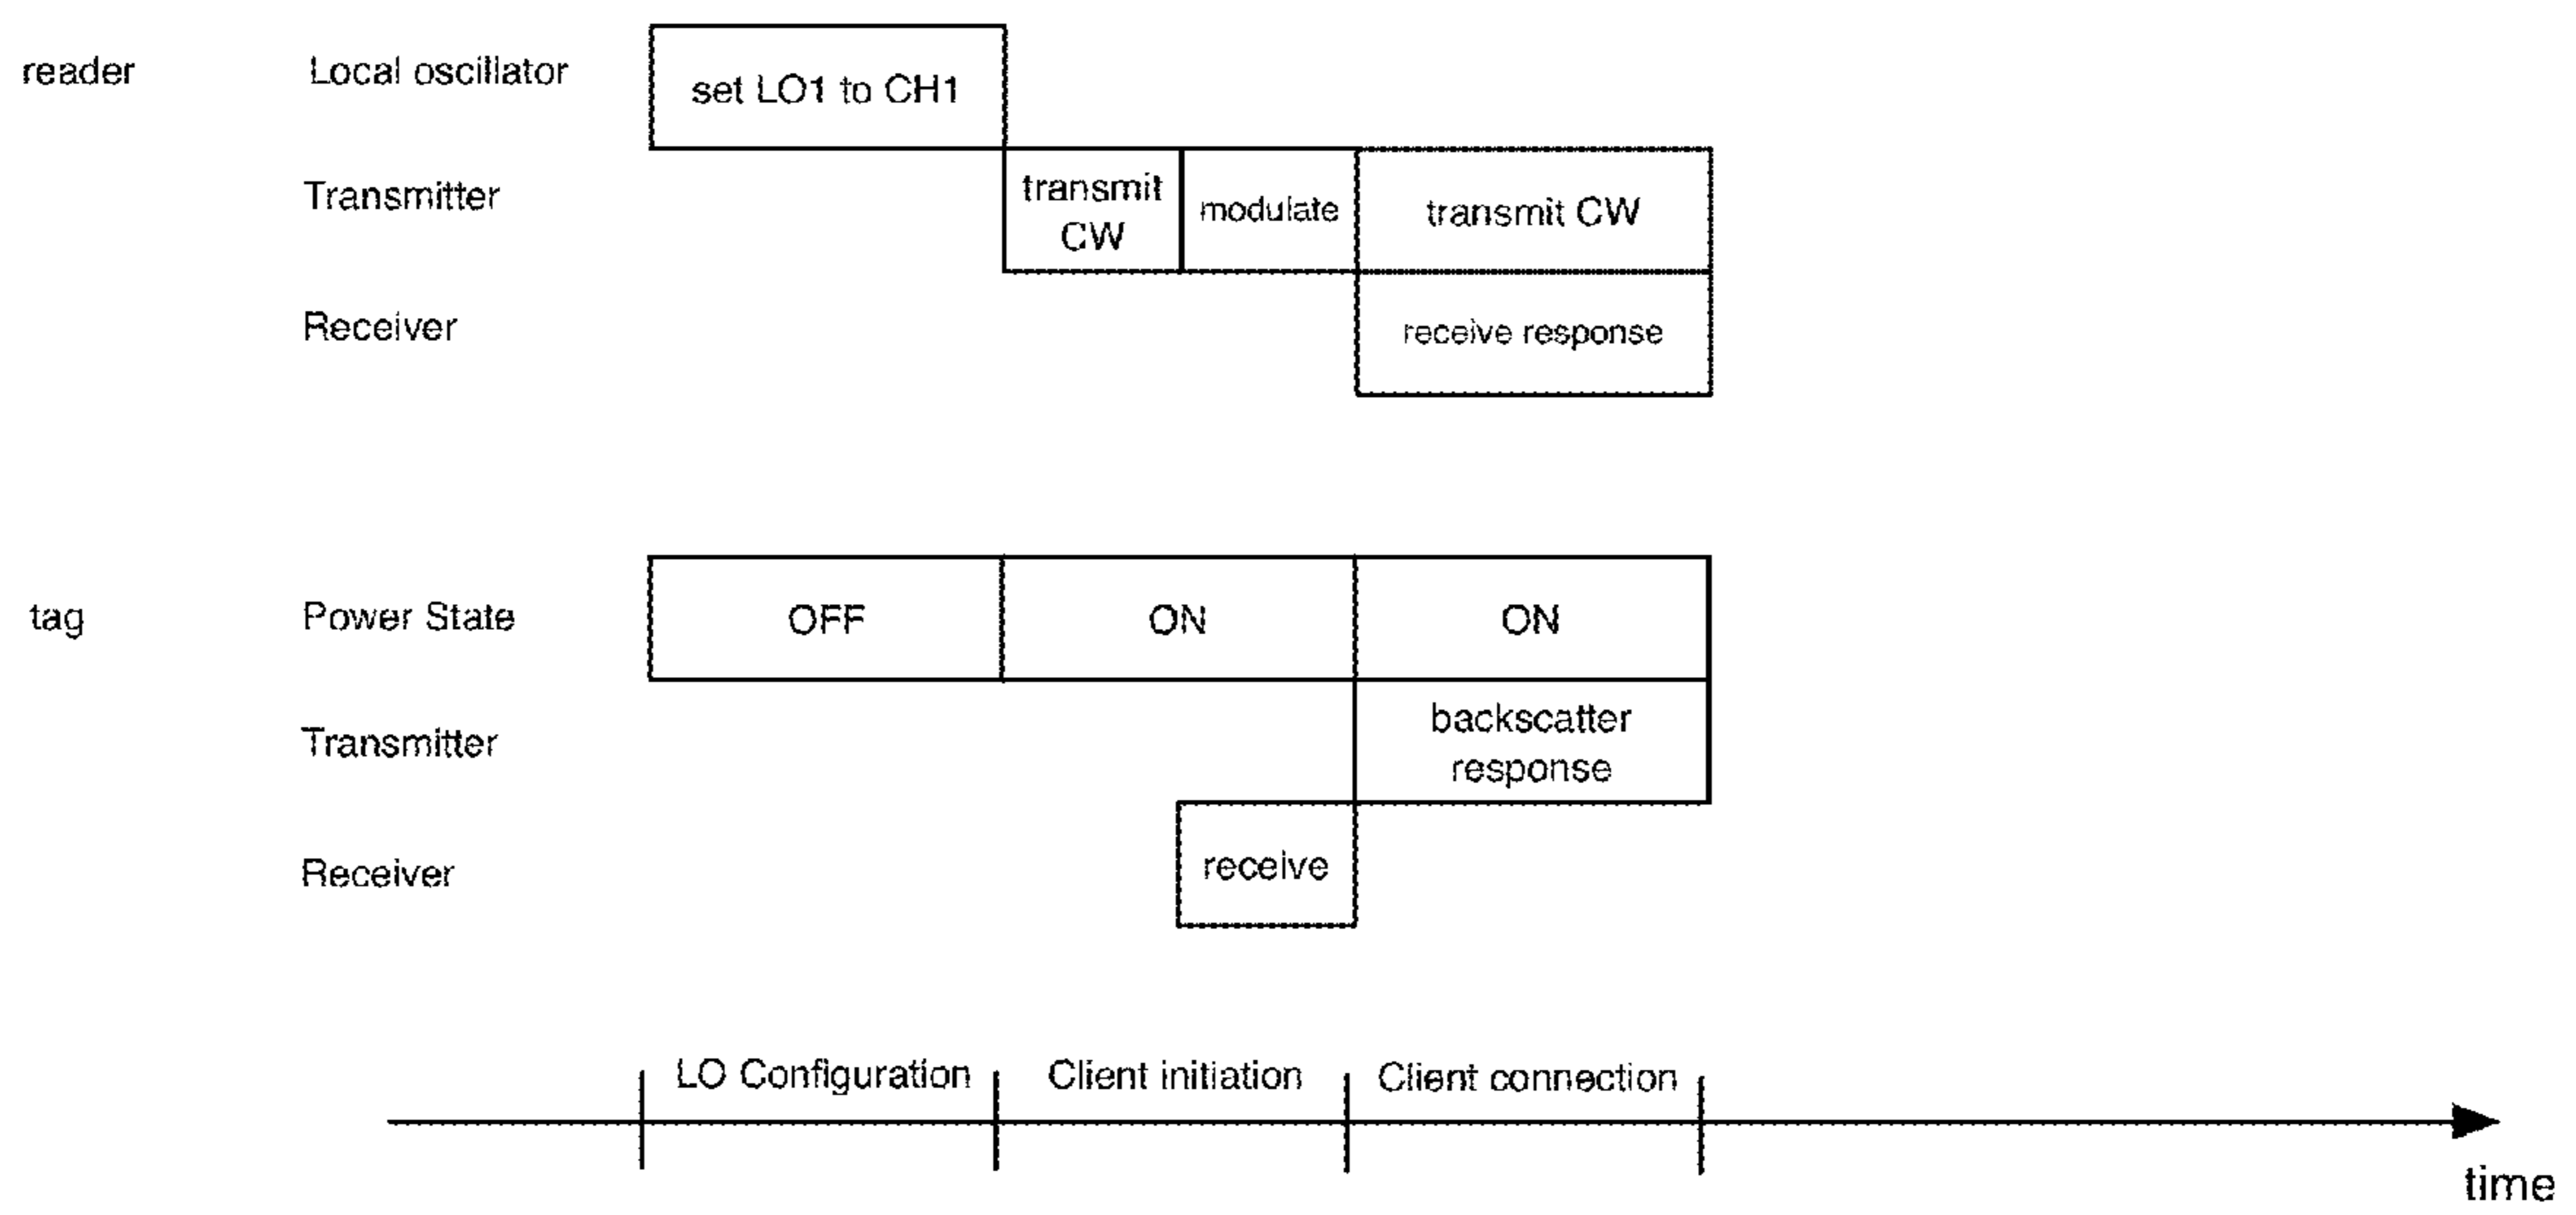 reader
Local oscillator
set LO1 to CH1
Transmitter
transmit
CW
modulate
transmit CW
Receiver
receive response
tag
Power State
OFF
ON
ON
Transmitter
backscatter
response
Receiver
receive
LO Configuration
Client initiation
Client connection
time